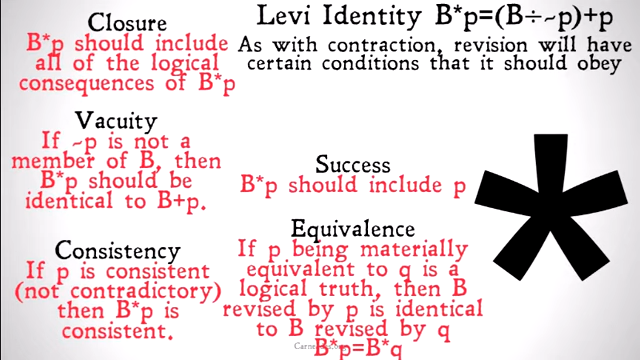 Levi Identity B*p=(B÷~p)+p
As with contraction, revision will have
certain conditions that it should obey
Closure
B*p should include
all of the logical
consequences of B*p
Vacuity
If ~p is not a
member of B, then
B*p should be
identical to B+p.
Consistency
If p is consistent
(not contradictory)
then B*p is
consistent.
Success
B*p should include p
Equivalence
If p being materially
equivalent to q is a
logical truth, then B
revised by p is identical
to B revised by q
B*p=B*q